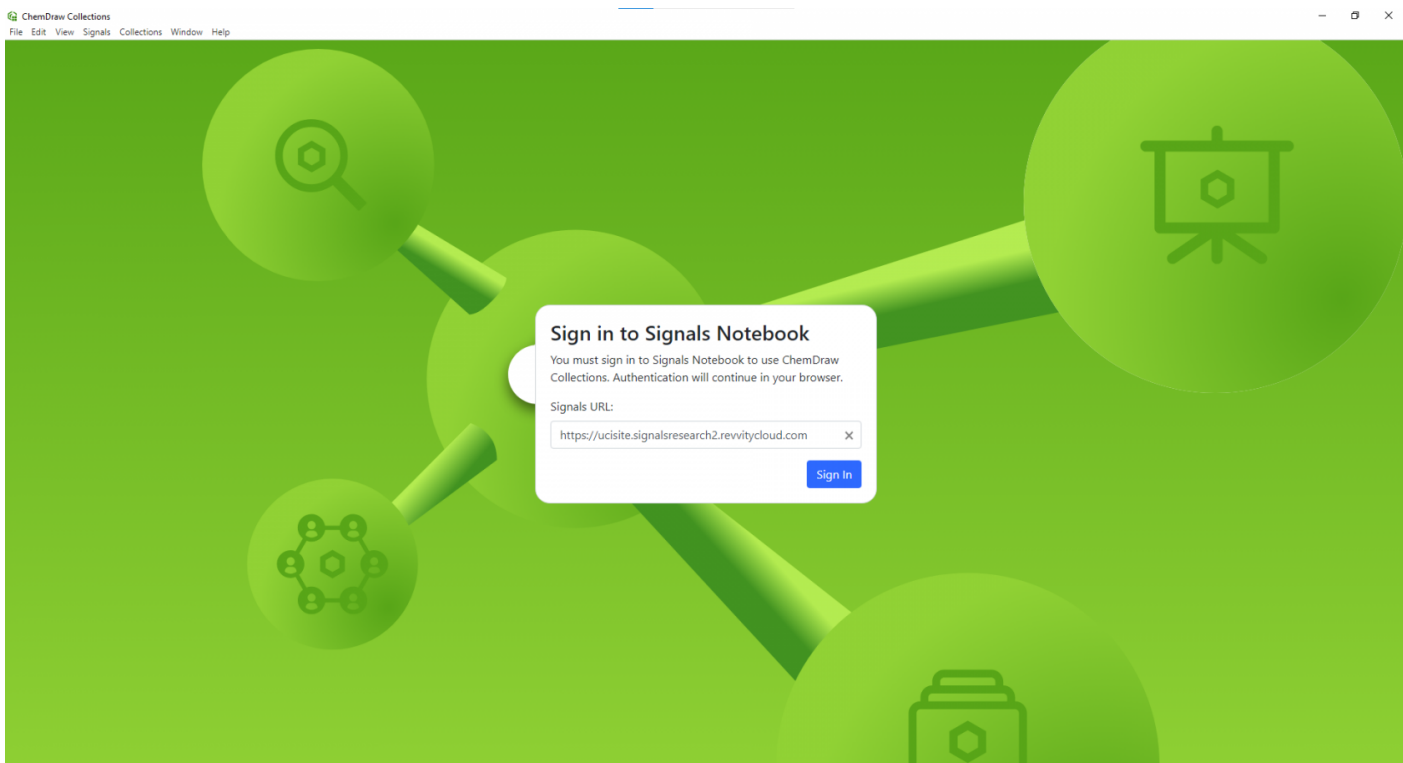 ChemDraw Collections
File Edit View Signals Collections Window Help
Sign in to Signals Notebook
You must sign in to Signals Notebook to use ChemDraw
Collections. Authentication will continue in your browser.
Signals URL:
https://ucisite.signalsresearch2.revvitycloud.com
Sign In